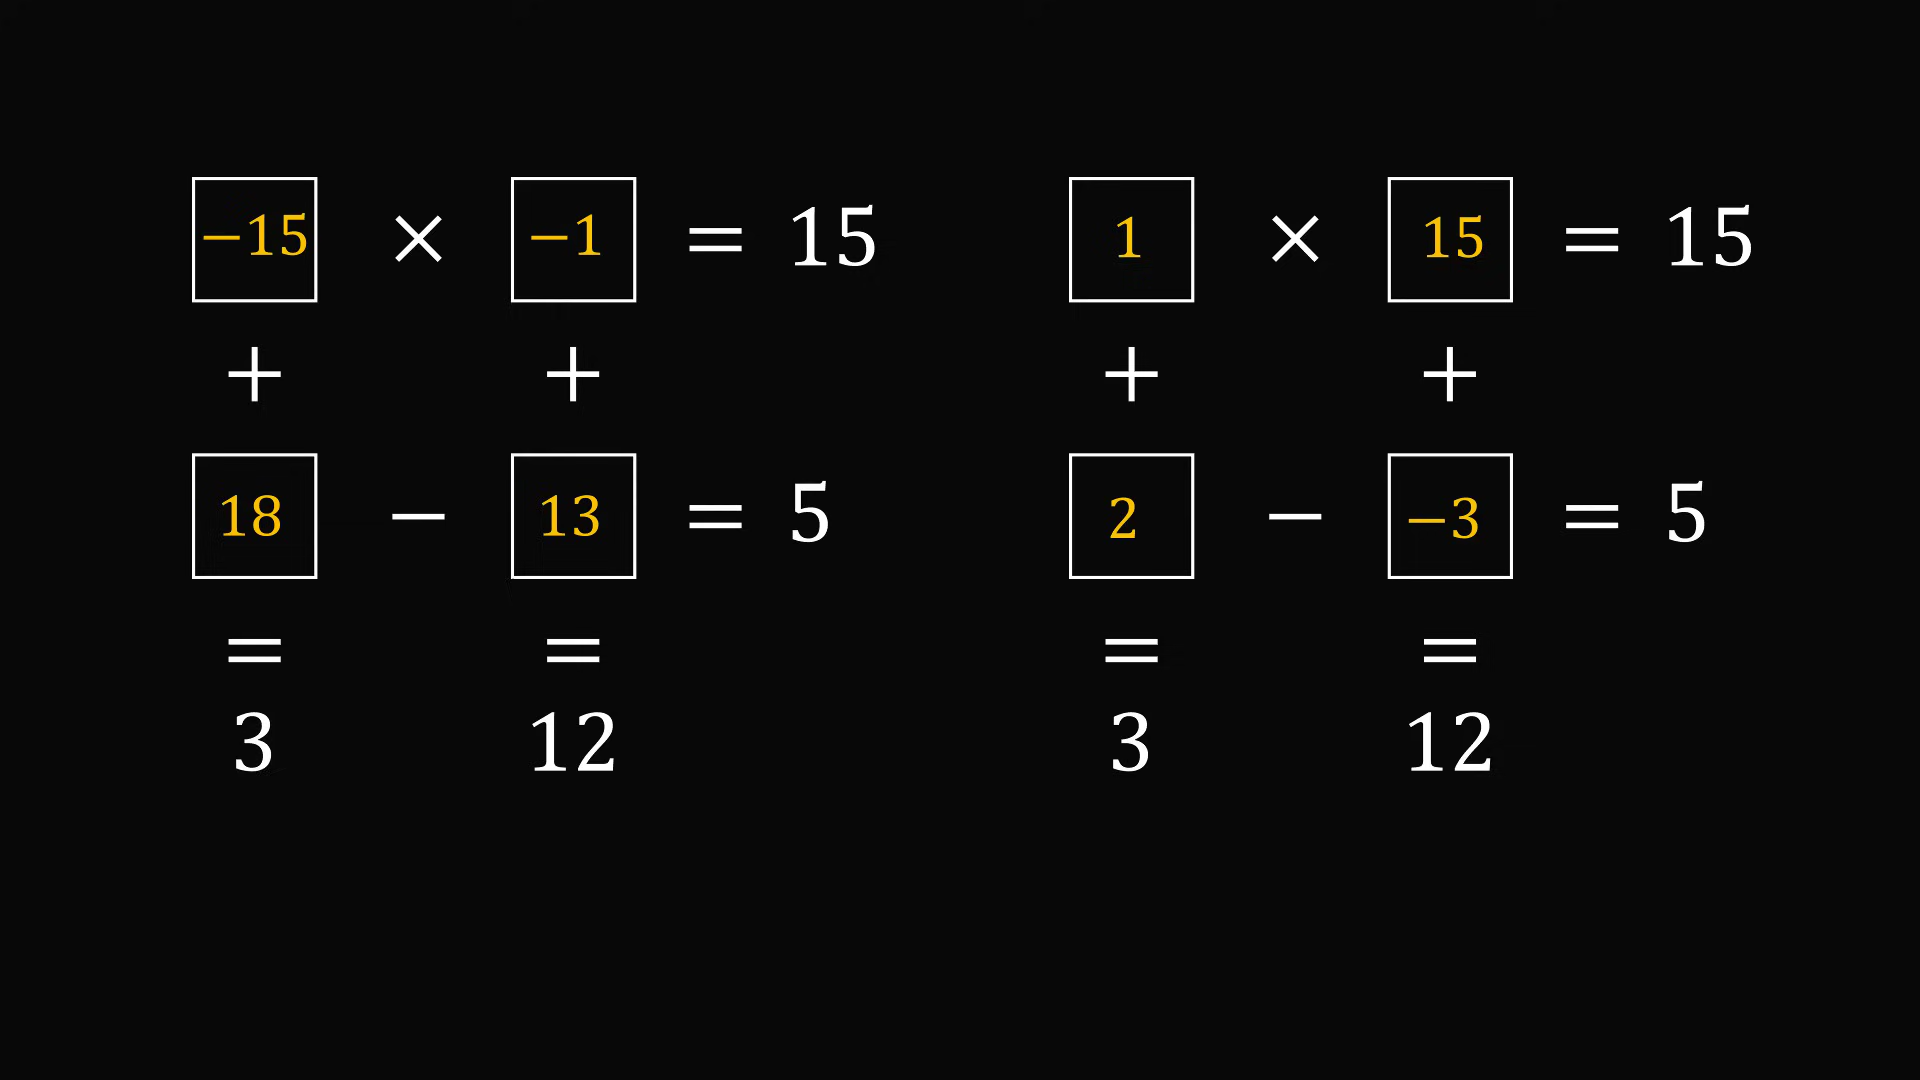 −15 × −1 = 15 1 × 15 = 15
+ + + +
18 − 13 = 5 2 − −3 = 5
= = = =
3 12 3 12